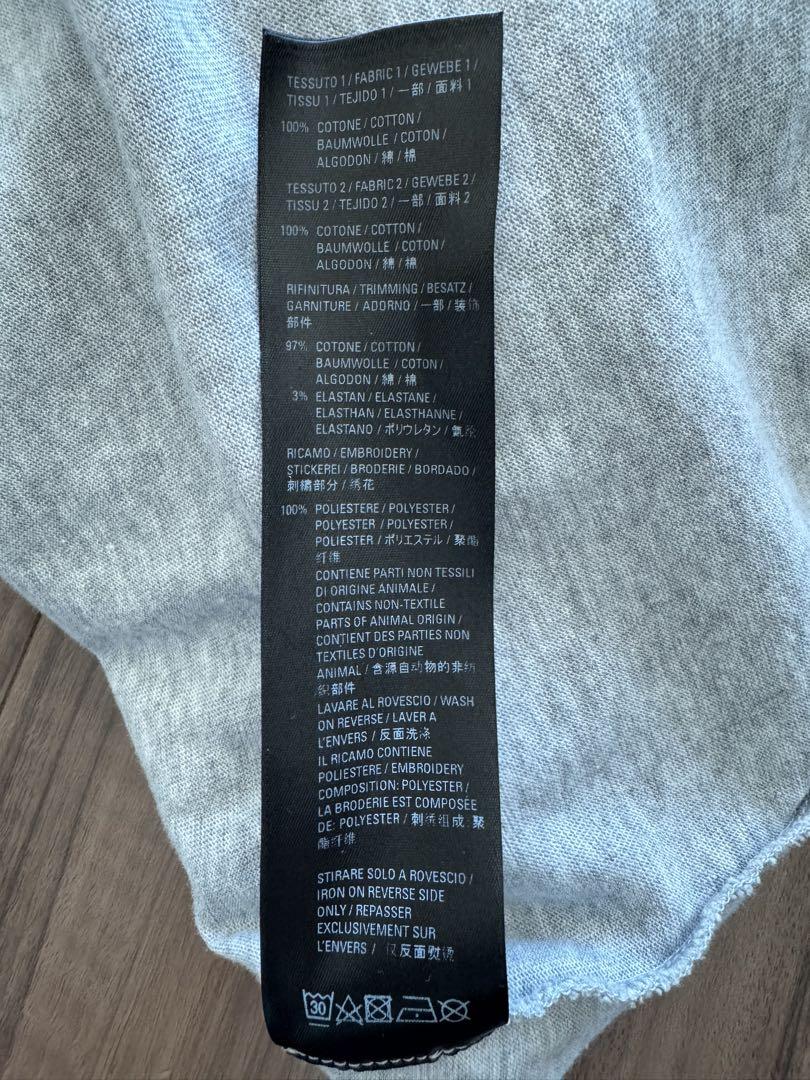 TESSUTO 1 / FABRIC 1 / GEWEBE 1 /
TISSU 1 / TEJIDO 1 / 一部 / 面料 1
100% COTONE / COTTON /
BAUMWOLLE / COTON /
ALGODON / 綿 / 棉
TESSUTO 2 / FABRIC 2 / GEWEBE 2 /
TISSU 2 / TEJIDO 2 / 一部 / 面料 2
100% COTONE / COTTON /
BAUMWOLLE / COTON /
ALGODON / 綿 / 棉
RIFINITURA / TRIMMING / BESATZ /
GARNITURE / ADORNO / 一部 / 装饰
部件
97% COTONE / COTTON /
BAUMWOLLE / COTON /
ALGODON / 綿 / 棉
3% ELASTAN / ELASTANE /
ELASTHAN / ELASTHANNE /
ELASTANO / ポリウレタン / 氨纶
RICAMO / EMBROIDERY /
STICKEREI / BRODERIE / BORDADO /
刺繍部分 / 绣花
100% POLIESTERE / POLYESTER /
POLYESTER / POLYESTER /
POLIESTER / ポリエステル / 聚酯
纤维
CONTIENE PARTI NON TESSILI
DI ORIGINE ANIMALE /
CONTAINS NON-TEXTILE
PARTS OF ANIMAL ORIGIN /
CONTIENT DES PARTIES NON
TEXTILES D'ORIGINE
ANIMAL / 含源自动物的非纺
织部件
LAVARE AL ROVESCIO / WASH
ON REVERSE / LAVER A
L'ENVERS / 反面洗涤
IL RICAMO CONTIENE
POLIESTERE / EMBROIDERY
COMPOSITION: POLYESTER /
LA BRODERIE EST COMPOSÉE
DE: POLYESTER / 刺绣组成: 聚
酯纤维
STIRARE SOLO A ROVESCIO /
IRON ON REVERSE SIDE
ONLY / REPASSER
EXCLUSIVEMENT SUR
L'ENVERS / 仅反面熨烫
30